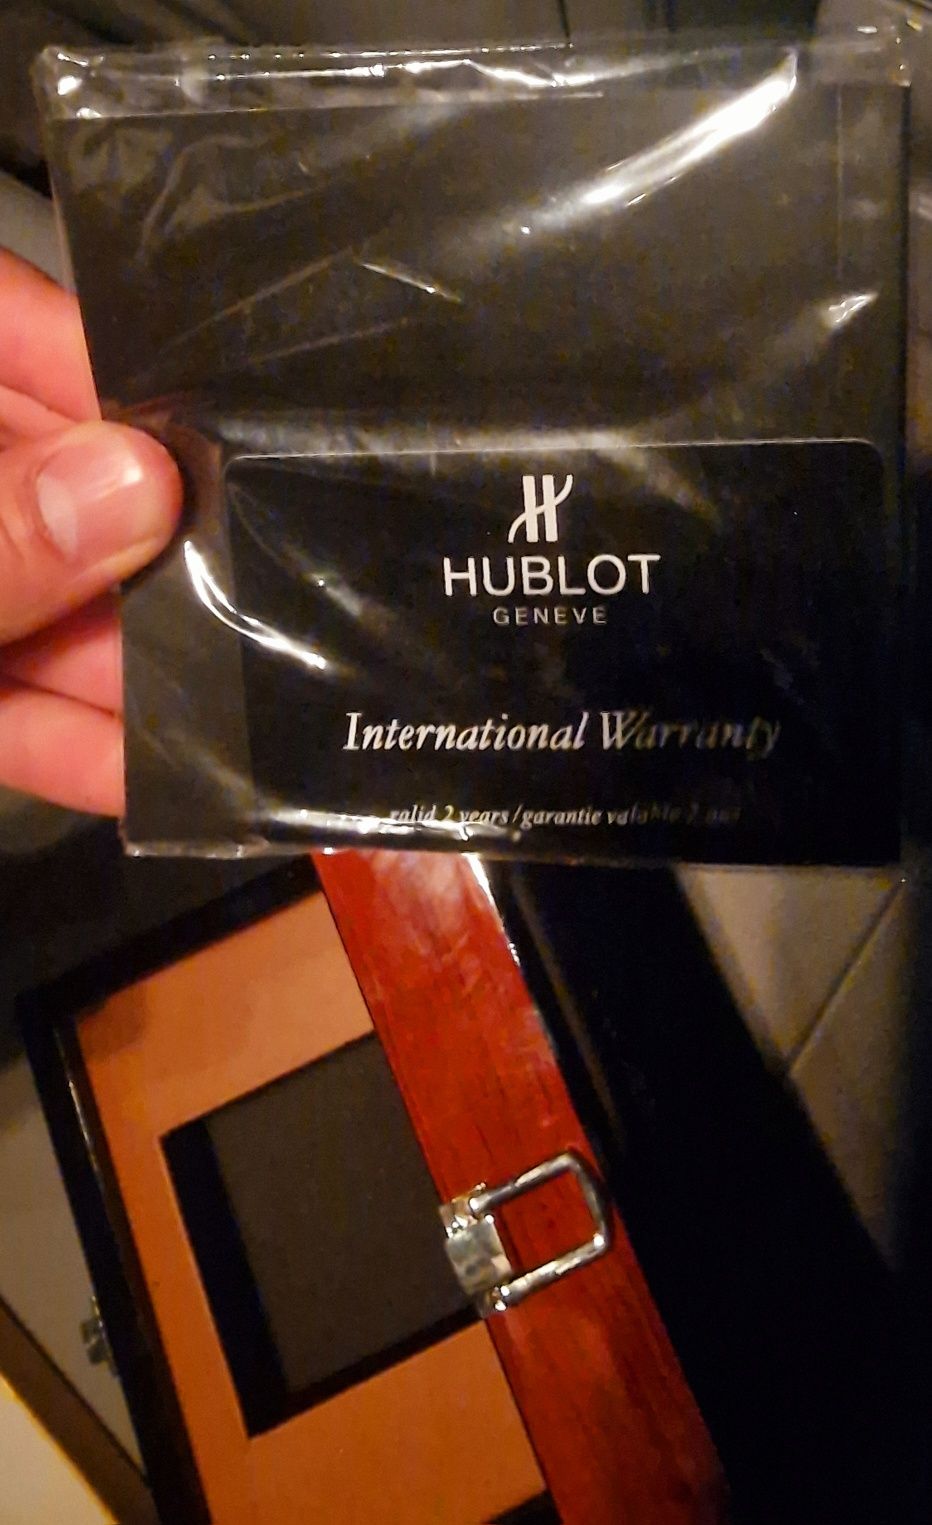 HUBLOT
GENEVE
International Warranty
valid 2 years/garantie valable 2 ans